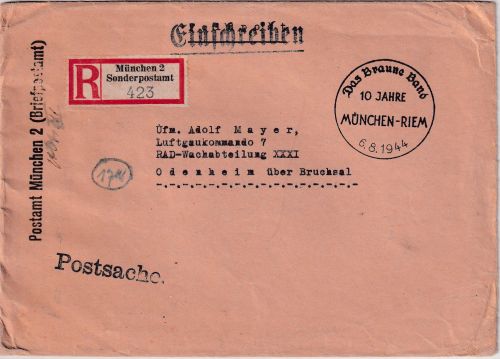 Einschreiben
R
München 2
Sonderpostamt
423
Das Braune Band
10 JAHRE
MÜNCHEN-RIEM
6.8.1944
Postamt München 2 (Briefpostamt)
Ufm. Adolf Mayer,
Luftgaukommando 7
RAD-Wachabteilung XXXI
Odenheim über Bruchsal
Postsache.